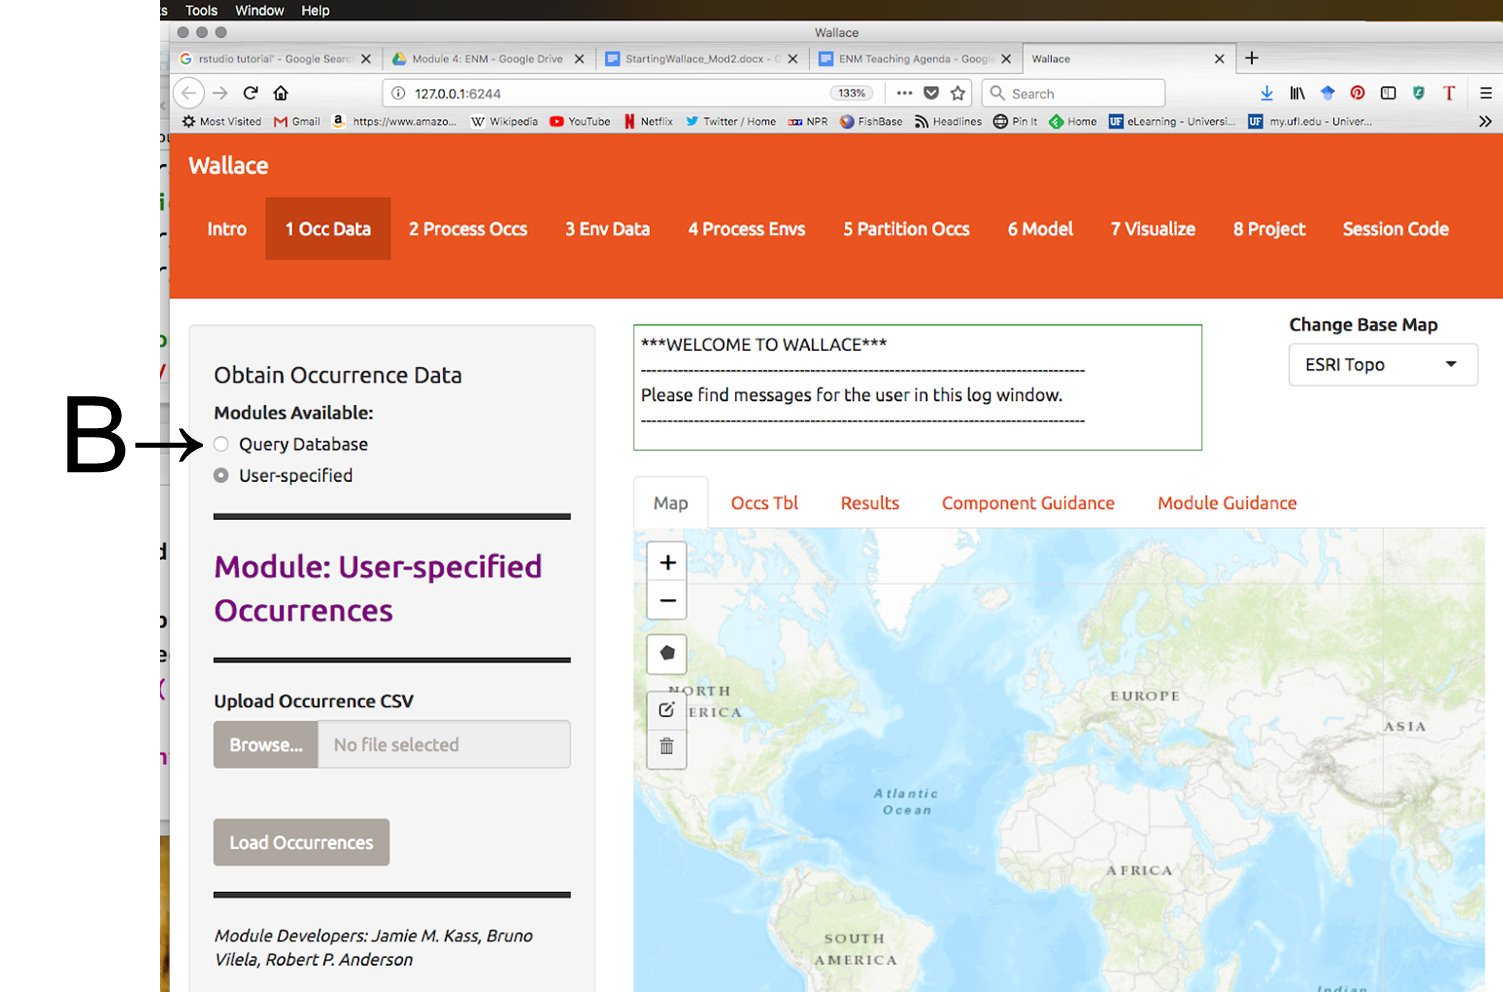 Tools Window Help
Wallace
rstudio tutorial" - Google Searc
Module 4: ENM - Google Drive
StartingWallace_Mod2.docx - G
ENM Teaching Agenda - Google
Wallace
127.0.0.1:6244
133%
Search
Most Visited
Gmail
https://www.amazo...
Wikipedia
YouTube
Netflix
Twitter / Home
NPR
FishBase
Headlines
Pin It
Home
eLearning - Universi...
my.ufl.edu - Univer...
Wallace
Intro
1 Occ Data
2 Process Occs
3 Env Data
4 Process Envs
5 Partition Occs
6 Model
7 Visualize
8 Project
Session Code
Obtain Occurrence Data
Modules Available:
B→
Query Database
User-specified
Module: User-specified
Occurrences
Upload Occurrence CSV
Browse...
No file selected
Load Occurrences
Module Developers: Jamie M. Kass, Bruno
Vilela, Robert P. Anderson
***WELCOME TO WALLACE***
Please find messages for the user in this log window.
Change Base Map
ESRI Topo
Map
Occs Tbl
Results
Component Guidance
Module Guidance
+
−
NORTH
ERICA
EUROPE
ASIA
Atlantic
Ocean
AFRICA
SOUTH
AMERICA
Indian